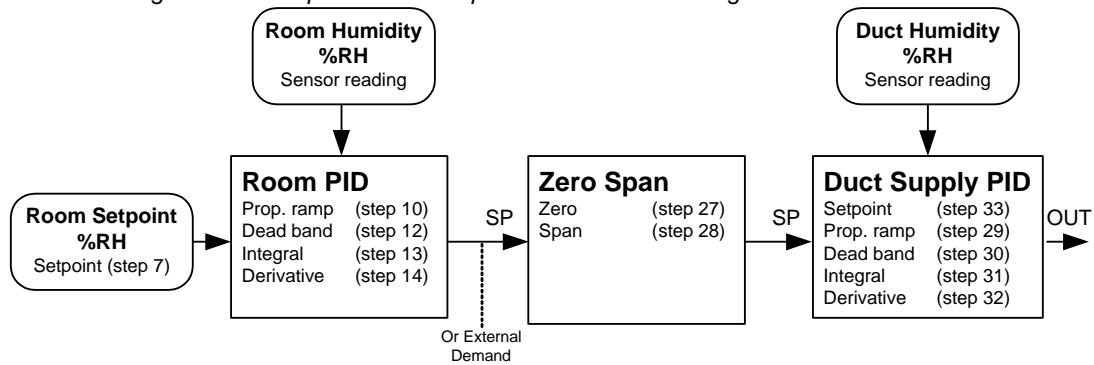 Room Humidity
%RH
Sensor reading
Duct Humidity
%RH
Sensor reading
Room Setpoint
%RH
Setpoint (step 7)
Room PID
Prop. ramp (step 10)
Dead band (step 12)
Integral (step 13)
Derivative (step 14)
SP
Or External
Demand
Zero Span
Zero (step 27)
Span (step 28)
SP
Duct Supply PID
Setpoint (step 33)
Prop. ramp (step 29)
Dead band (step 30)
Integral (step 31)
Derivative (step 32)
OUT